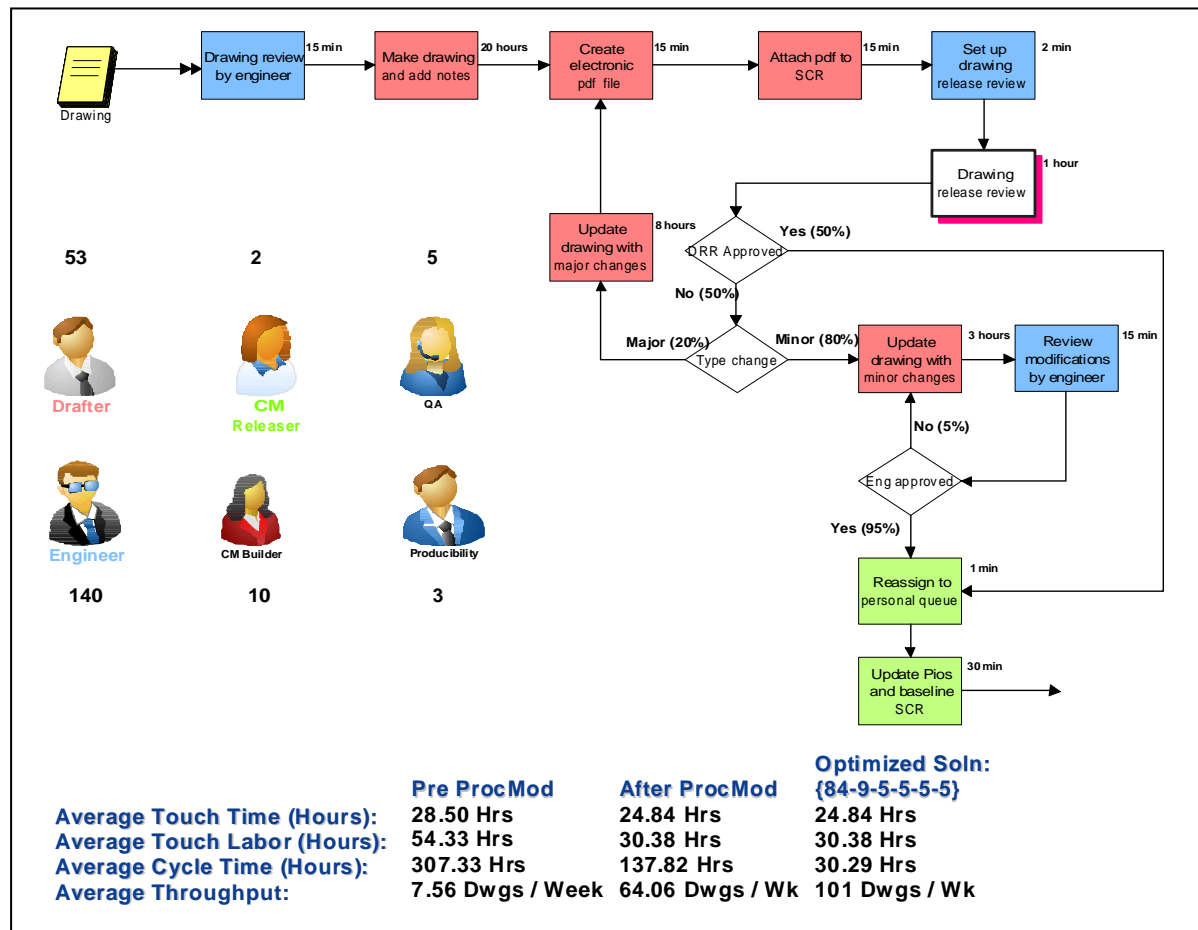 Drawing
Drawing review
by engineer
15 min
Make drawing
and add notes
20 hours
Create
electronic
pdf file
15 min
Attach pdf to
SCR
15 min
Set up
drawing
release review
2 min
Drawing
release review
1 hour
Update
drawing with
major changes
8 hours
DRR Approved
Yes (50%)
No (50%)
Major (20%)
Type change
Minor (80%)
Update
drawing with
minor changes
3 hours
Review
modifications
by engineer
15 min
No (5%)
Eng approved
Yes (95%)
Reassign to
personal queue
1 min
Update Pios
and baseline
SCR
30 min
53
2
5
Drafter
CM
Releaser
QA
Engineer
CM Builder
Producibility
140
10
3
Pre ProcMod
After ProcMod
Optimized Soln:
{84-9-5-5-5-5}
Average Touch Time (Hours): 28.50 Hrs 24.84 Hrs 24.84 Hrs
Average Touch Labor (Hours): 54.33 Hrs 30.38 Hrs 30.38 Hrs
Average Cycle Time (Hours): 307.33 Hrs 137.82 Hrs 30.29 Hrs
Average Throughput: 7.56 Dwgs / Week 64.06 Dwgs / Wk 101 Dwgs / Wk